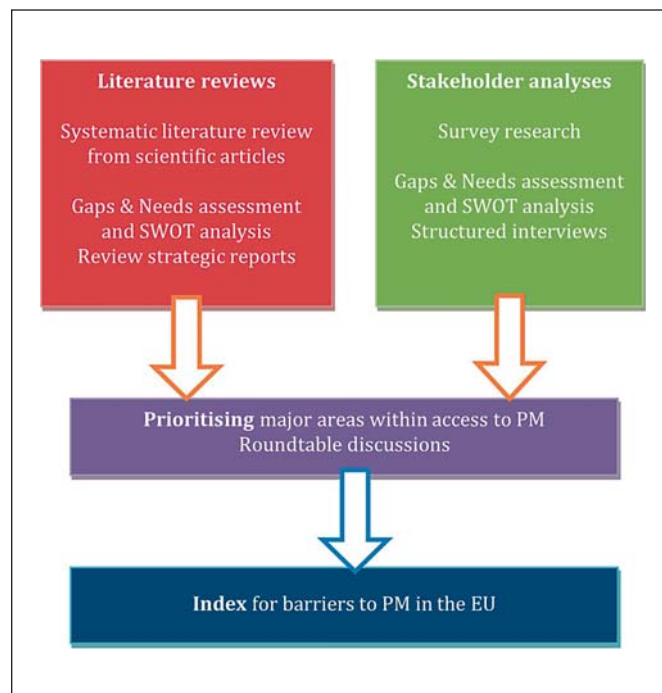 Literature reviews
Systematic literature review
from scientific articles
Gaps & Needs assessment
and SWOT analysis
Review strategic reports
Stakeholder analyses
Survey research
Gaps & Needs assessment
and SWOT analysis
Structured interviews
Prioritising major areas within access to PM
Roundtable discussions
Index for barriers to PM in the EU